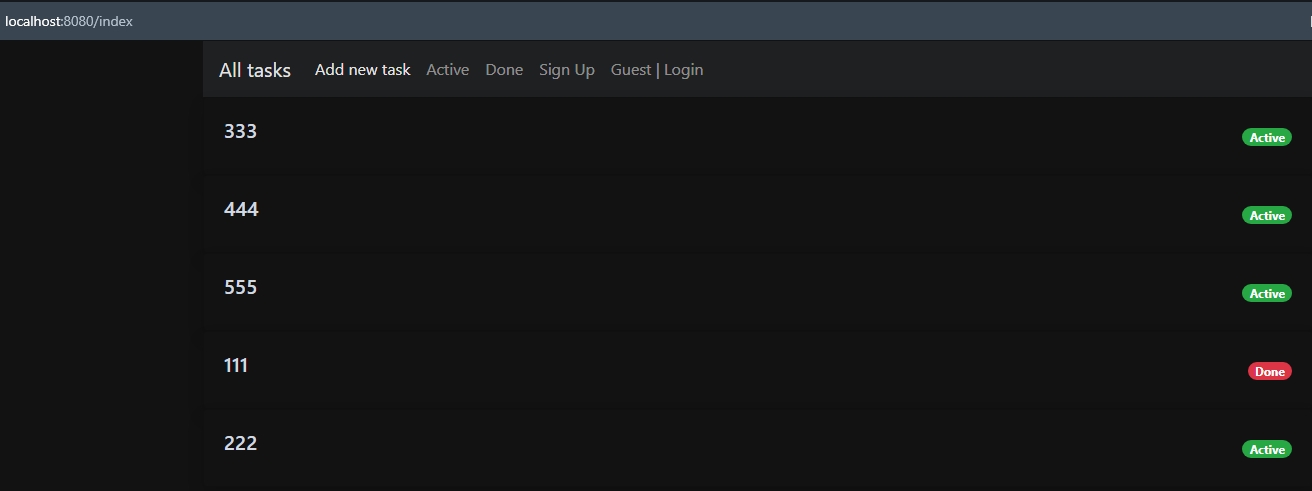 localhost:8080/index
All tasks Add new task Active Done Sign Up Guest | Login
333 Active
444 Active
555 Active
111 Done
222 Active